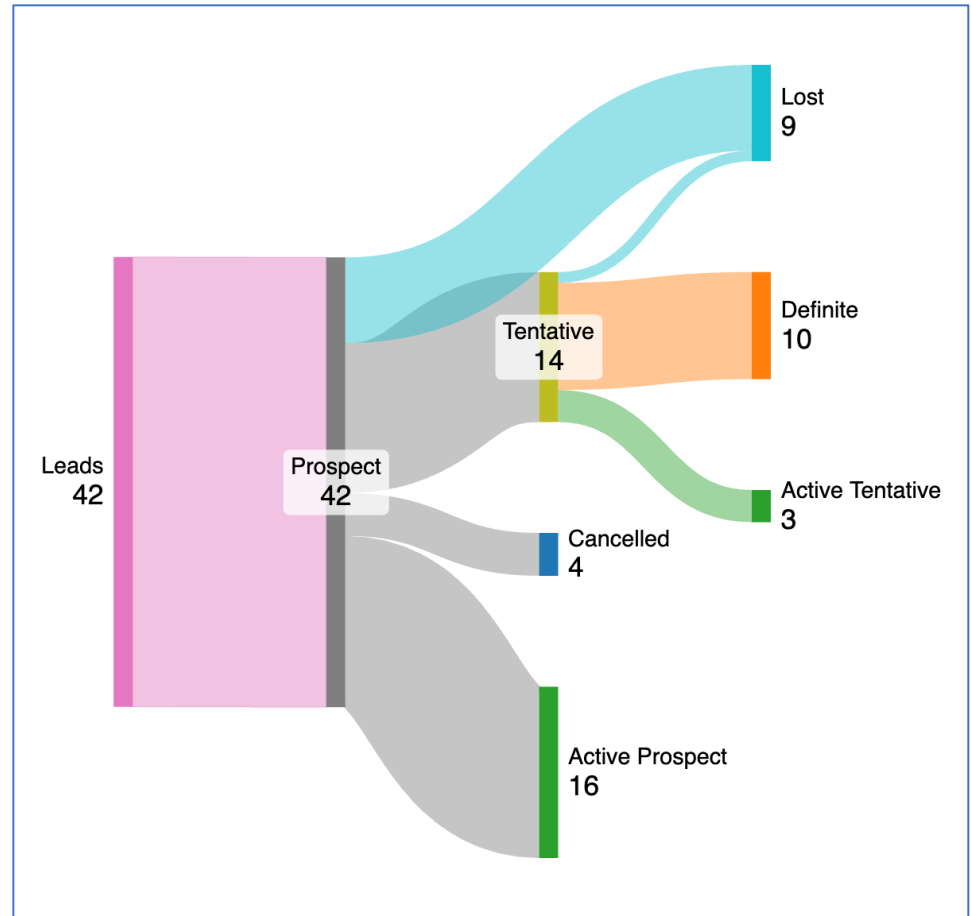 Lost
9
Definite
10
Tentative
14
Leads
42
Prospect
42
Active Tentative
3
Cancelled
4
Active Prospect
16